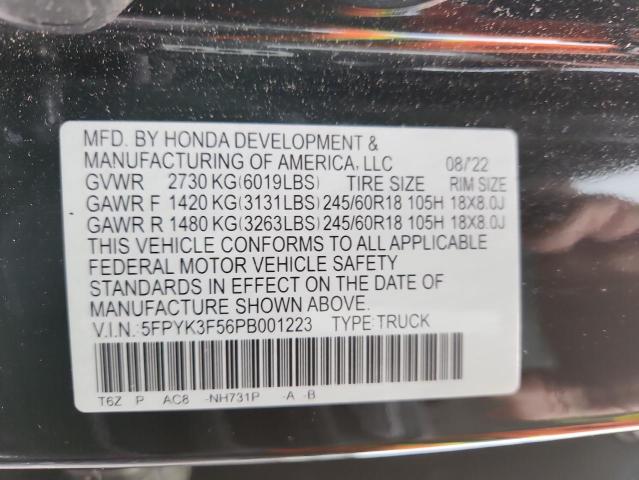 MFD. BY HONDA DEVELOPMENT &
MANUFACTURING OF AMERICA, LLC 08/'22
GVWR 2730 KG(6019LBS) TIRE SIZE RIM SIZE
GAWR F 1420 KG(3131LBS) 245/60R18 105H 18X8.0J
GAWR R 1480 KG(3263LBS) 245/60R18 105H 18X8.0J
THIS VEHICLE CONFORMS TO ALL APPLICABLE
FEDERAL MOTOR VEHICLE SAFETY
STANDARDS IN EFFECT ON THE DATE OF
MANUFACTURE SHOWN ABOVE.
V.I.N.: 5FPYK3F56PB001223 TYPE: TRUCK
T6Z P AC8 -NH731P -A -B